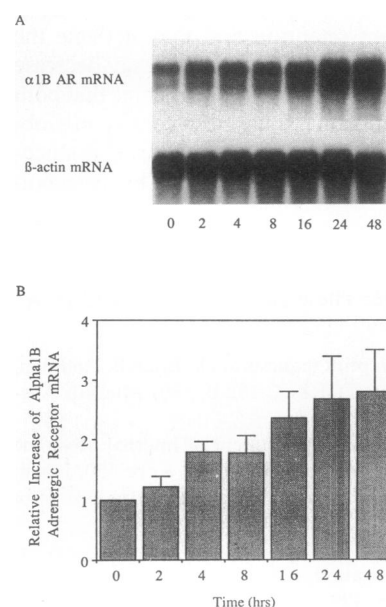 A
α1B AR mRNA
ß-actin mRNA
0 2 4 8 16 24 48
B
Relative Increase of Alpha1B
Adrenergic Receptor mRNA
4
3
2
1
0
0 2 4 8 16 24 48
Time (hrs)